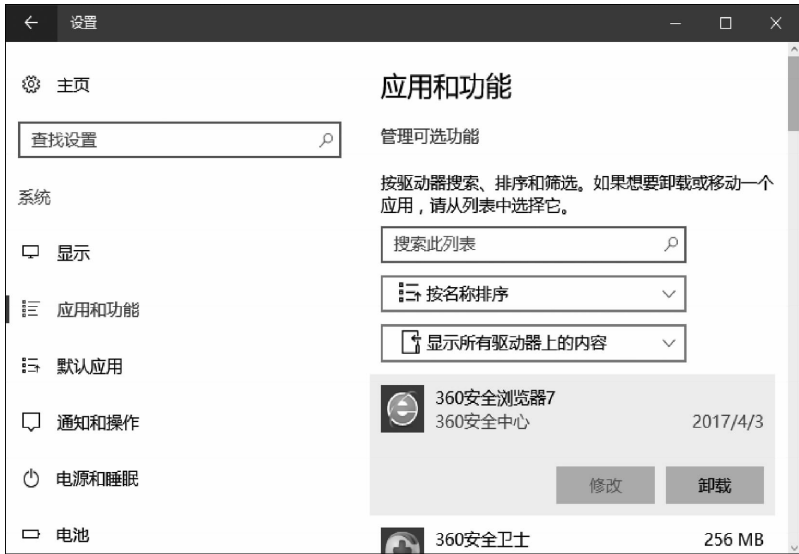 设置
主页
查找设置
系统
显示
应用和功能
默认应用
通知和操作
电源和睡眠
电池
应用和功能
管理可选功能
按驱动器搜索、排序和筛选。如果想要卸载或移动一个
应用，请从列表中选择它。
搜索此列表
按名称排序
显示所有驱动器上的内容
360安全浏览器7
360安全中心 2017/4/3
修改 卸载
360安全卫士 256 MB